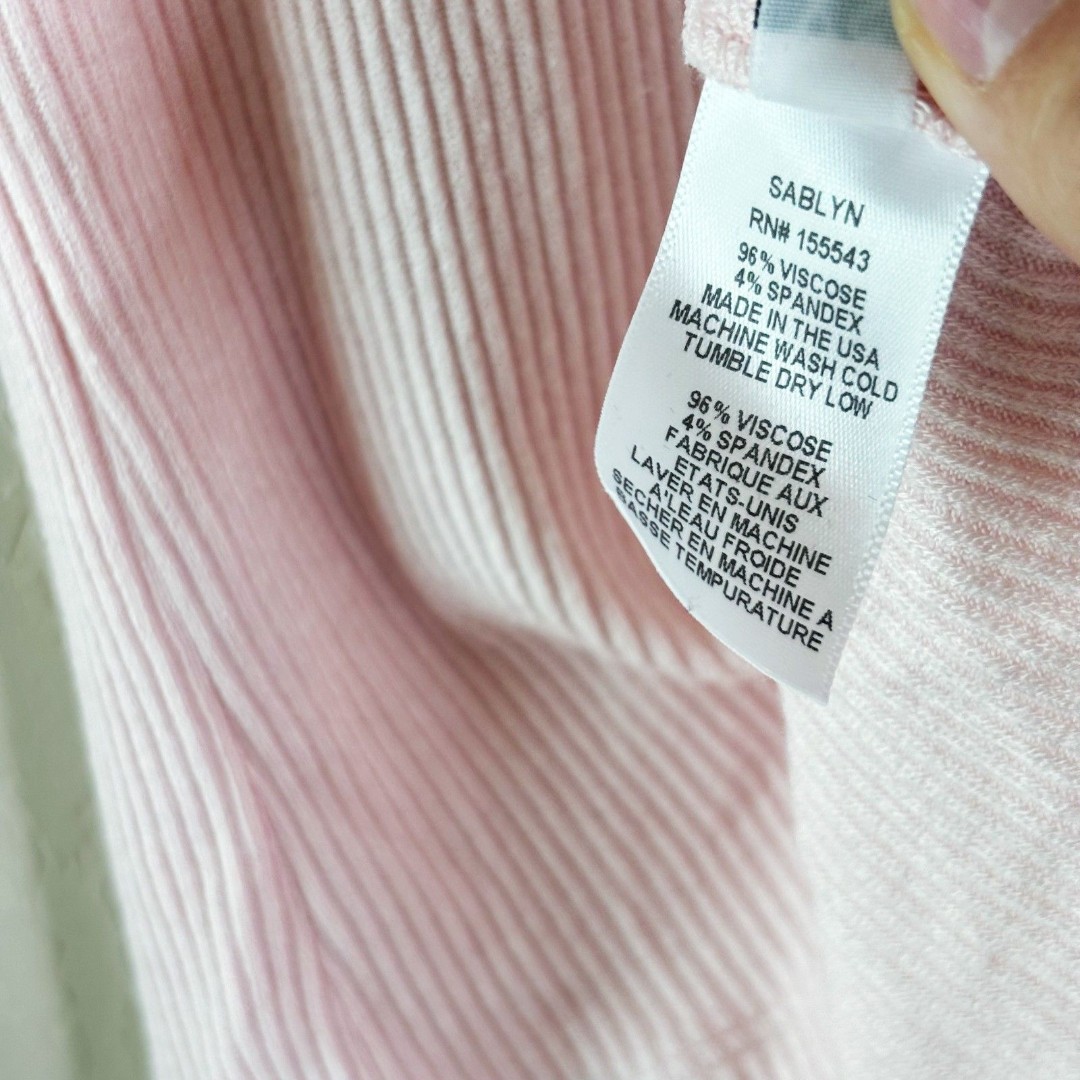 SABLYN
RN# 155543
96% VISCOSE
4% SPANDEX
MADE IN THE USA
MACHINE WASH COLD
TUMBLE DRY LOW
96% VISCOSE
4% SPANDEX
FABRIQUE AUX
ETATS-UNIS
LAVER EN MACHINE
A'LEAU FROIDE
SECHER EN MACHINE A
BASSE TEMPURATURE